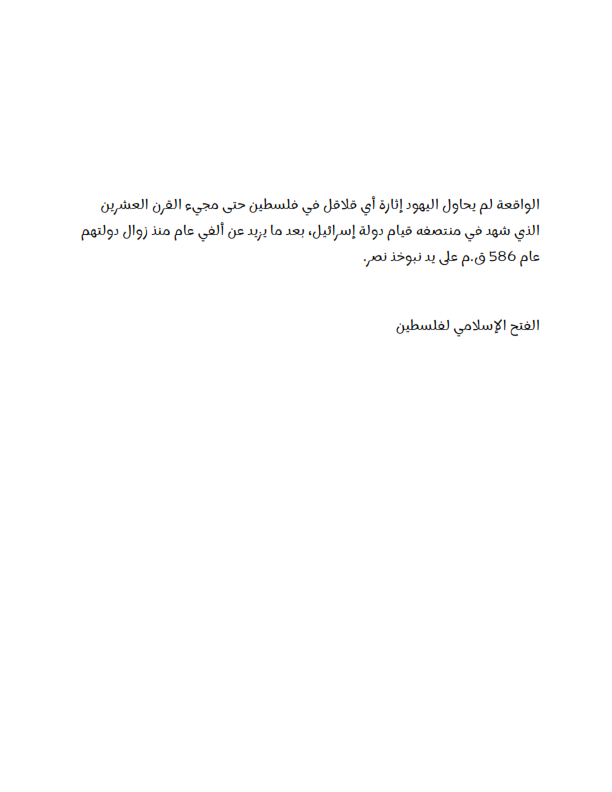 الواقعة لم يحاول اليهود إثارة أي قلاقل في فلسطين حتى مجيء القرن العشرين
الذي شهد في منتصفه قيام دولة إسرائيل، بعد ما يزيد عن ألفي عام منذ زوال دولتهم
عام 586 ق.م على يد نبوخذ نصر.
الفتح الإسلامي لفلسطين